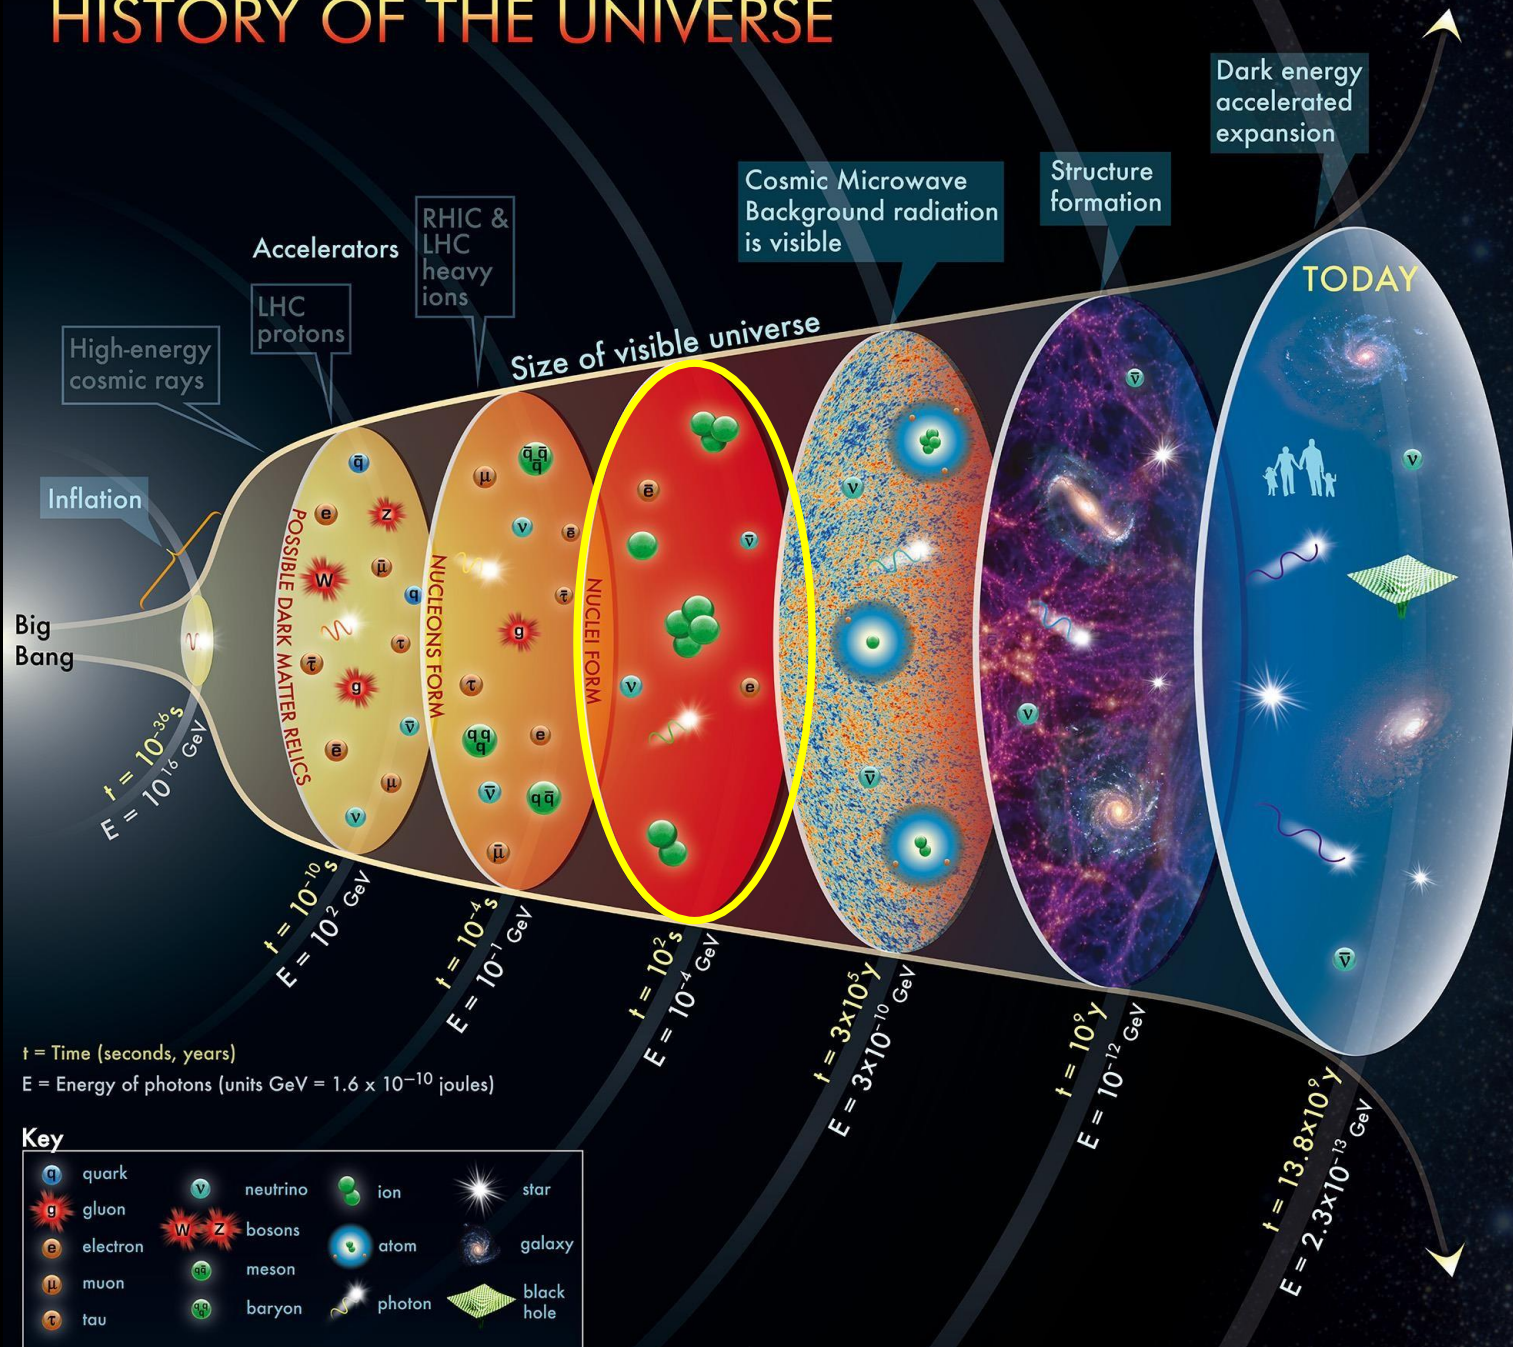 HISTORY OF THE UNIVERSE
Dark energy
accelerated
expansion
Structure
formation
Cosmic Microwave
Background radiation
is visible
RHIC &
LHC
heavy
ions
Accelerators
LHC
protons
High-energy
cosmic rays
Inflation
Size of visible universe
TODAY
Big
Bang
POSSIBLE DARK MATTER RELICS
q̄
e
Z
W
μ̄
q
τ
τ̄
g
ν̄
ē
μ
ν
NUCLEONS FORM
q̄ q̄
q̄
μ
ν
ē
τ̄
g
τ
q q
q
e
ν̄
q q̄
μ̄
NUCLEI FORM
ē
ν̄
ν
e
ν
ν̄
ν̄
ν
ν
ν̄
t = 10⁻³⁶ s
E = 10¹⁶ GeV
t = 10⁻¹⁰ s
E = 10² GeV
t = 10⁻⁴ s
E = 10⁻¹ GeV
t = 10² s
E = 10⁻⁴ GeV
t = 3x10⁵ y
E = 3x10⁻¹⁰ GeV
t = 10⁹ y
E = 10⁻¹² GeV
t = 13.8x10⁹ y
E = 2.3x10⁻¹³ GeV
t = Time (seconds, years)
E = Energy of photons (units GeV = 1.6 x 10⁻¹⁰ joules)
Key
q quark
g gluon
e electron
μ muon
τ tau
ν neutrino
W Z bosons
q q̄ meson
q q q baryon
ion
atom
photon
star
galaxy
black
hole